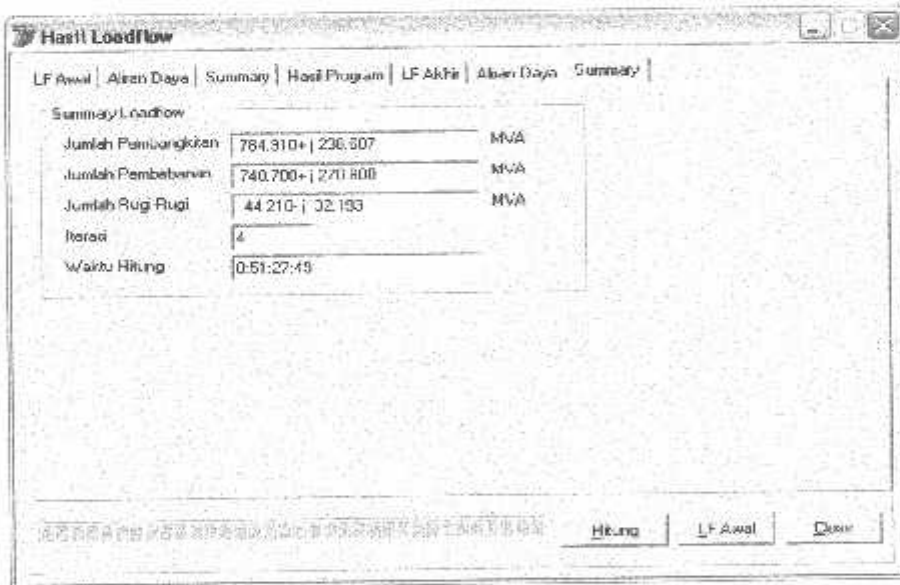 Hasil Loadflow
LF Awal | Aliran Daya | Summary | Hasil Program | LF Akhir | Aliran Daya | Summary
Summary Loadflow
Jumlah Pembangkitan 784.910+ j 238.607 MVA
Jumlah Pembebanan 740.700+ j 270.800 MVA
Jumlah Rugi-Rugi 44.210- j 32.193 MVA
Iterasi 4
Waktu Hitung 0:51:27:49
Hitung LF Awal Close